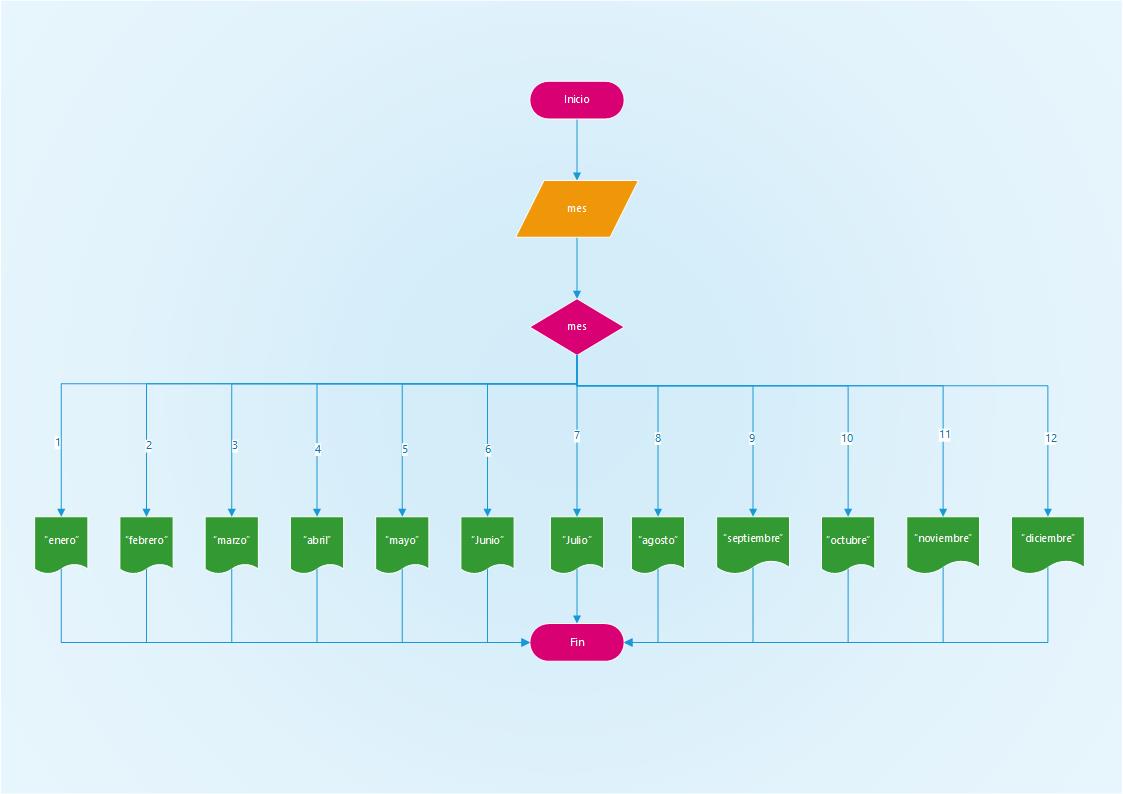 Inicio
mes
mes
1
2
3
4
5
6
7
8
9
10
11
12
"enero"
"febrero"
"marzo"
"abril"
"mayo"
"Junio"
"Julio"
"agosto"
"septiembre"
"octubre"
"noviembre"
"diciembre"
Fin